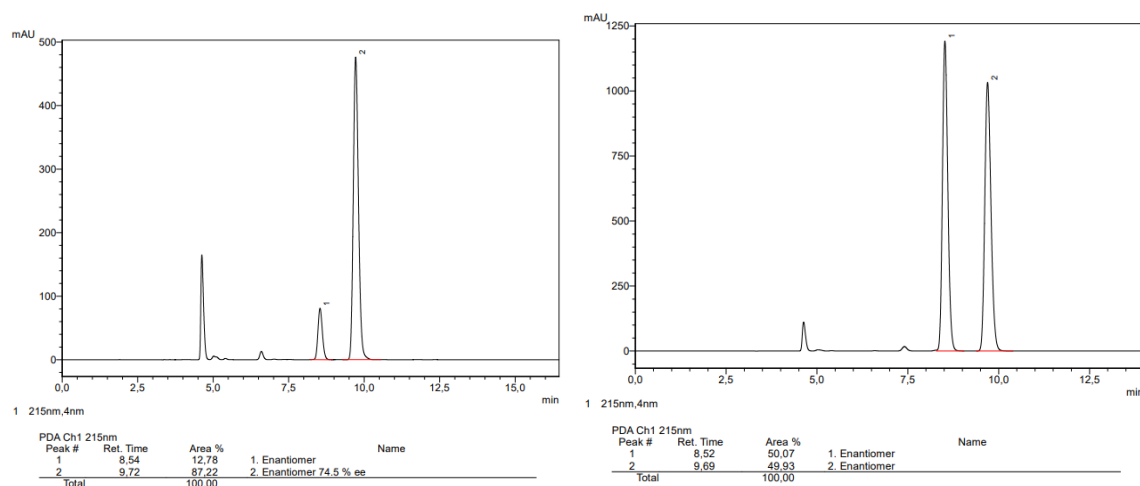 mAU
500
2
400
300
200
100
1
0
0,0 2,5 5,0 7,5 10,0 12,5 15,0
min
1 215nm,4nm
PDA Ch1 215nm
Peak # Ret. Time Area % Name
1 8,54 12,78 1. Enantiomer
2 9,72 87,22 2. Enantiomer 74.5 % ee
Total 100,00
mAU
1250
1
2
1000
750
500
250
0
0,0 2,5 5,0 7,5 10,0 12,5
min
1 215nm,4nm
PDA Ch1 215nm
Peak # Ret. Time Area % Name
1 8,52 50,07 1. Enantiomer
2 9,69 49,93 2. Enantiomer
Total 100,00